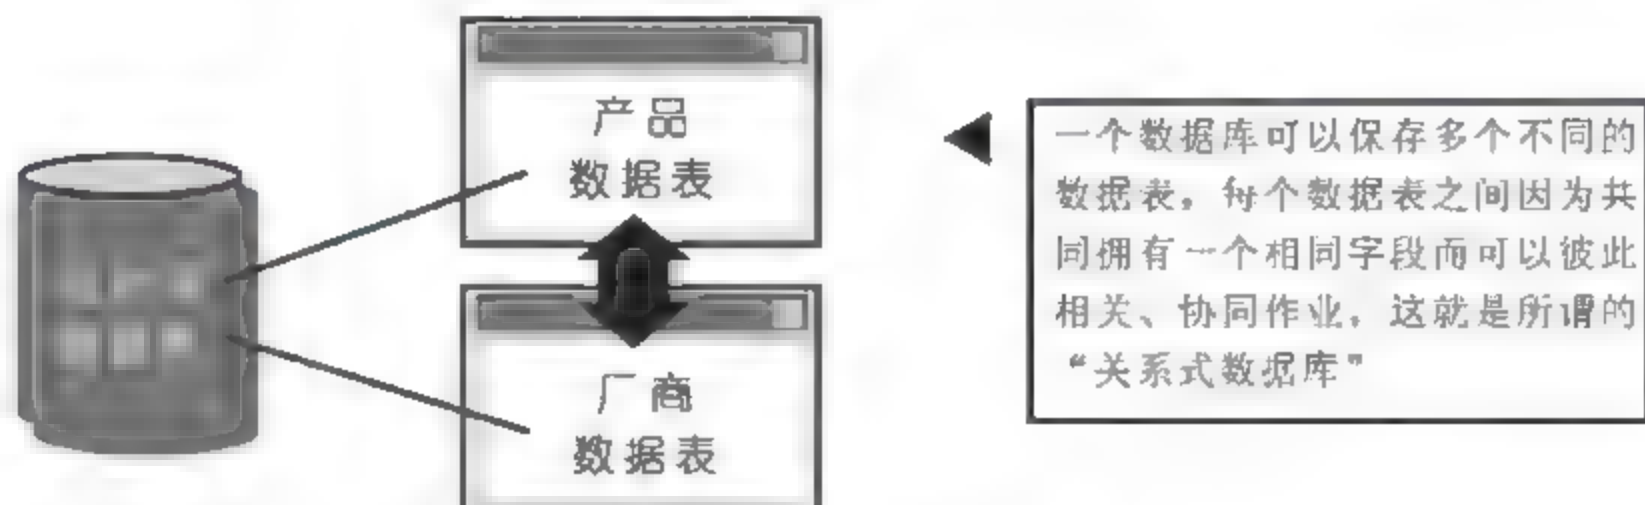 产品
数据表
厂商
数据表
一个数据库可以保存多个不同的
数据表，每个数据表之间因为共
同拥有一个相同字段而可以彼此
相关、协同作业，这就是所谓的
“关系式数据库”